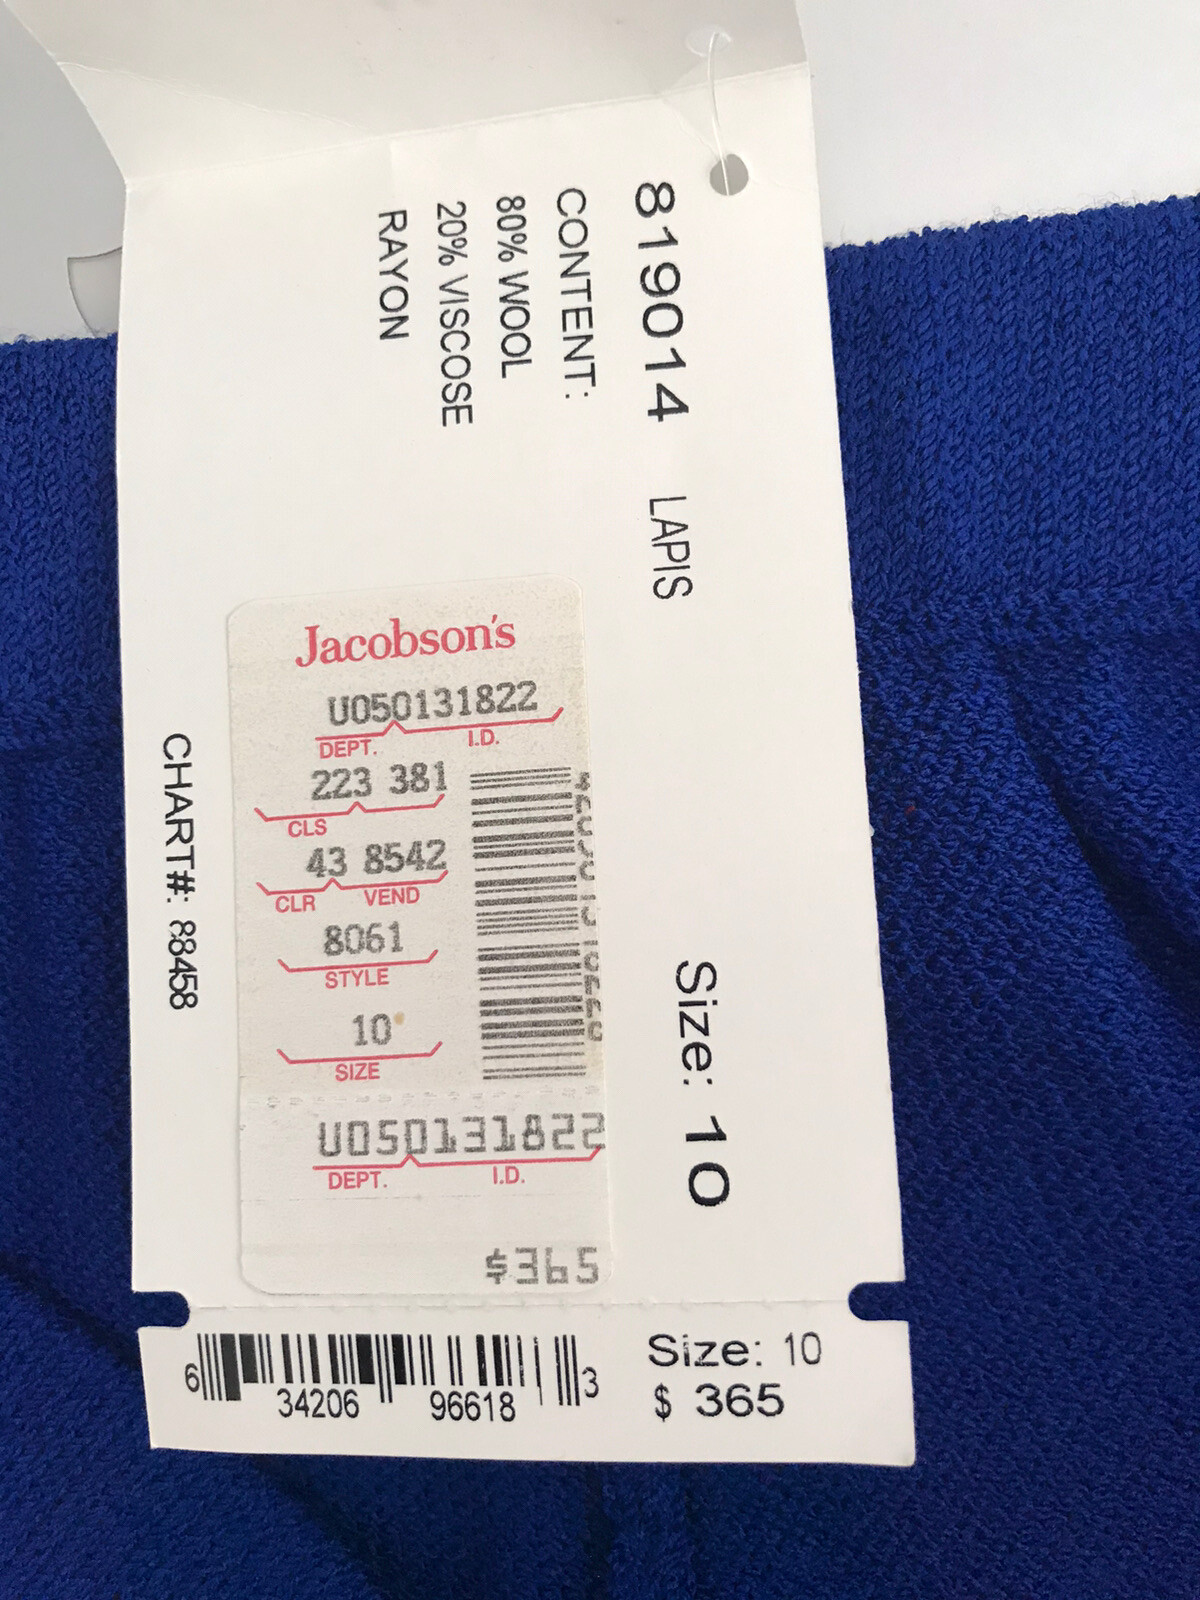 819014 LAPIS Size: 10
CONTENT:
80% WOOL
20% VISCOSE
RAYON
CHART#: 88458
Jacobson's
U050131822
DEPT. I.D.
223 381
CLS
43 8542
CLR VEND
8061
STYLE
10
SIZE
U050131822
DEPT. I.D.
$365
6 34206 96618 3
Size: 10
$ 365